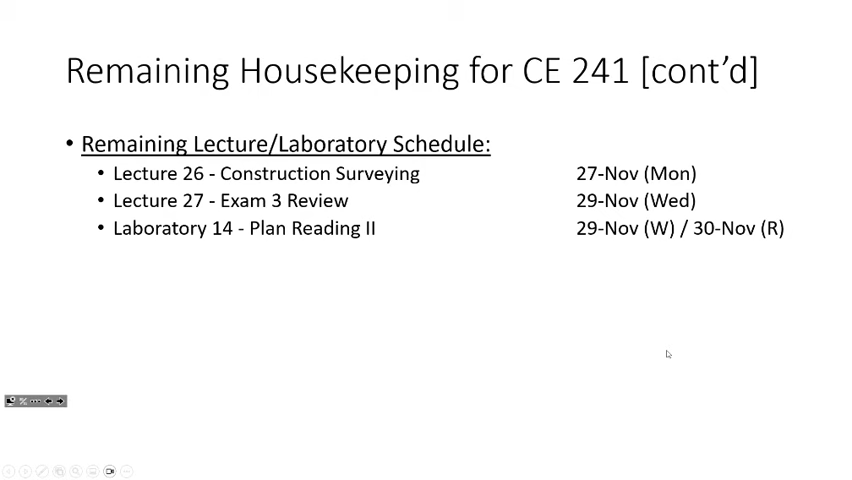 Remaining Housekeeping for CE 241 [cont’d]
• Remaining Lecture/Laboratory Schedule:
• Lecture 26 - Construction Surveying 27-Nov (Mon)
• Lecture 27 - Exam 3 Review 29-Nov (Wed)
• Laboratory 14 - Plan Reading II 29-Nov (W) / 30-Nov (R)